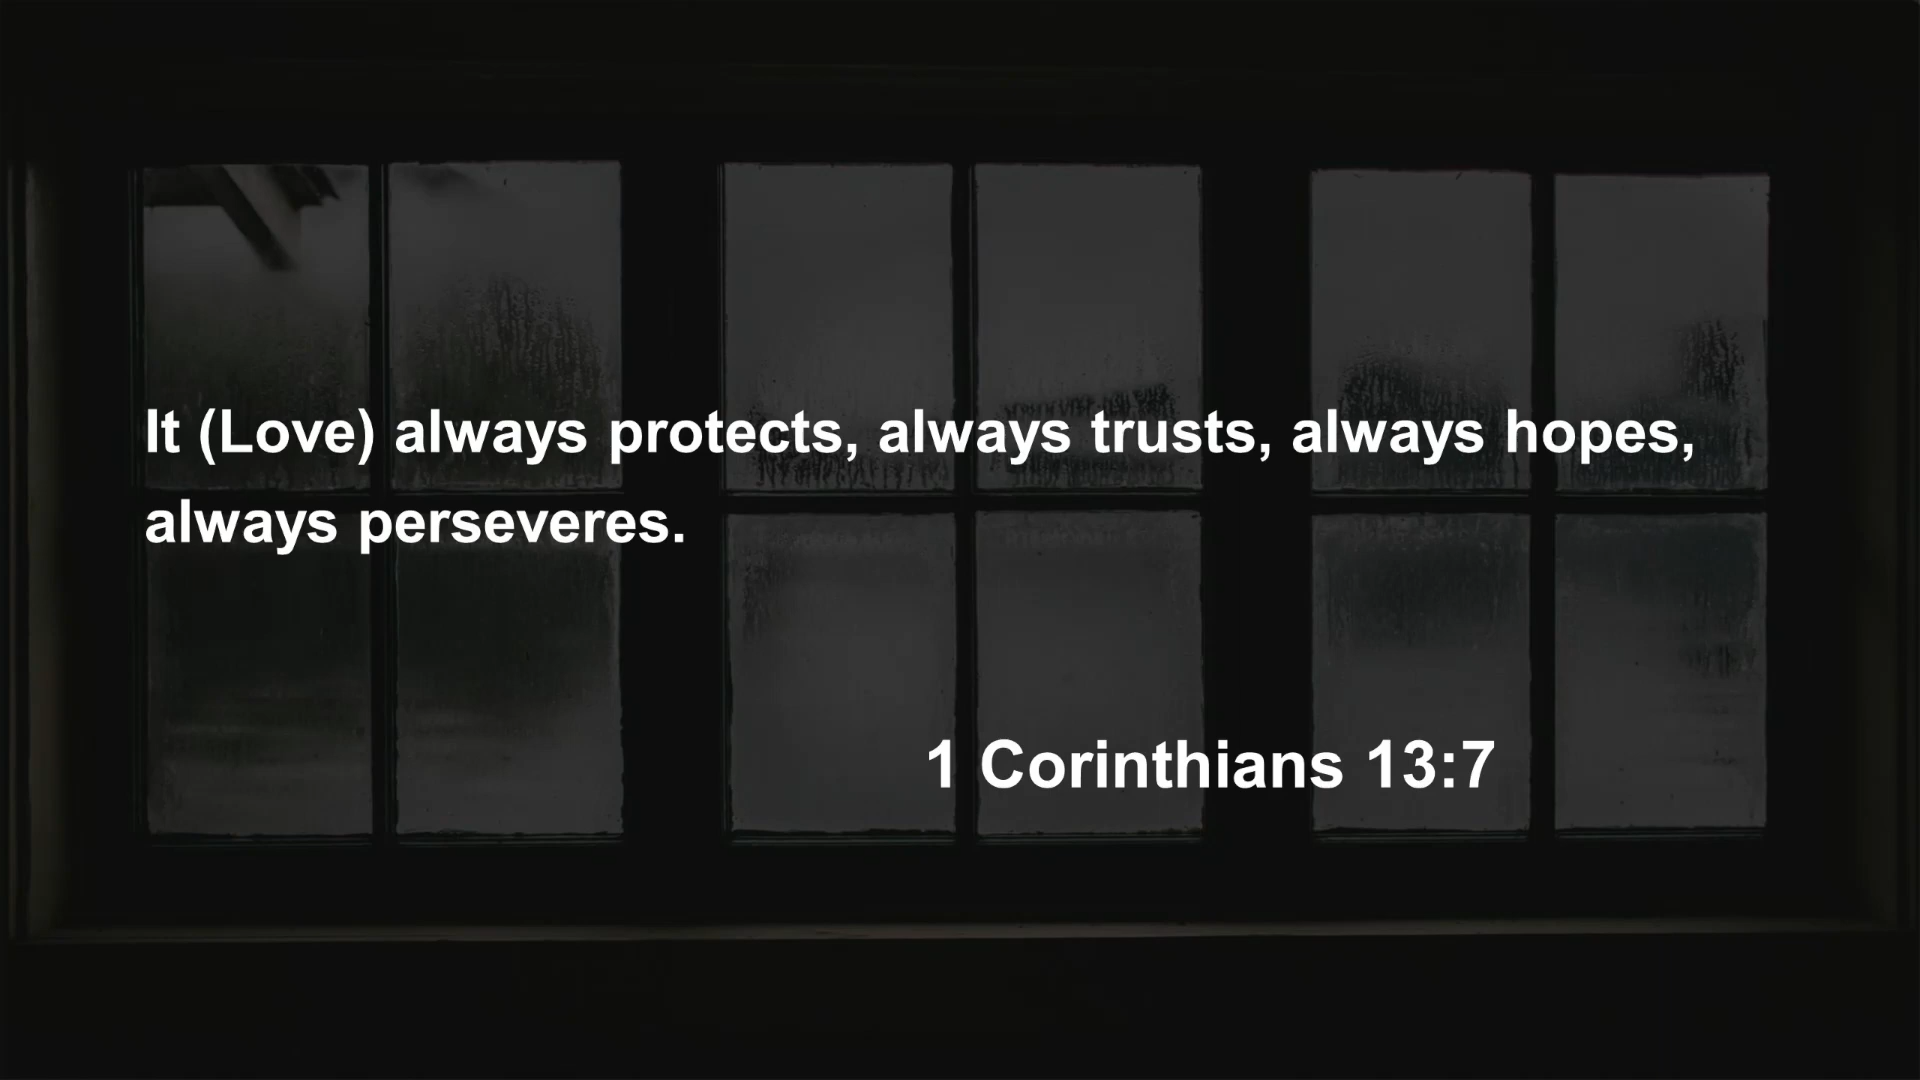 It (Love) always protects, always trusts, always hopes,
always perseveres.
1 Corinthians 13:7